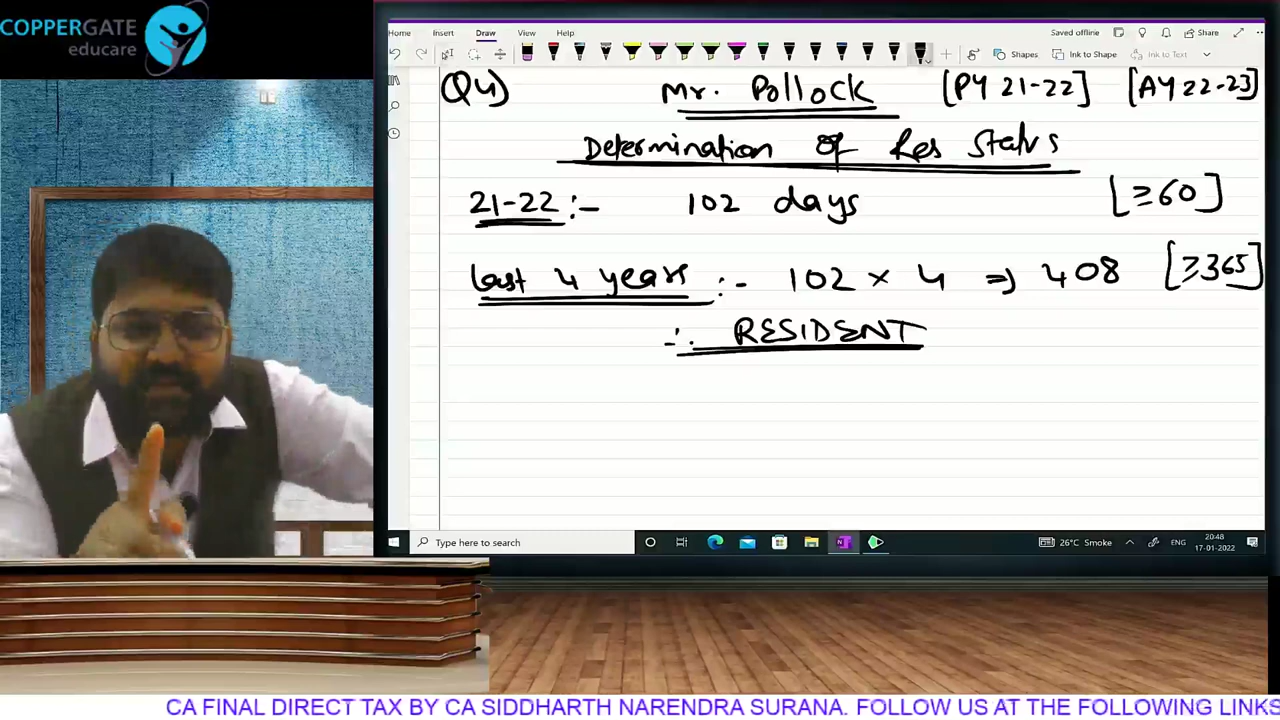 COPPERGATE
educare
Home Insert Draw View Help
Saved offline
Share
Shapes
Ink to Shape
Ink to Text
Q4) Mr. Pollock [PY 21-22] [AY 22-23]
Determination of Res Status
21-22 :- 102 days [≥60]
last 4 years :- 102 × 4 ⇒ 408 [≥365]
∴ RESIDENT
Type here to search
26°C Smoke
ENG
20:48
17-01-2022
CA FINAL DIRECT TAX BY CA SIDDHARTH NARENDRA SURANA. FOLLOW US AT THE FOLLOWING LINKS